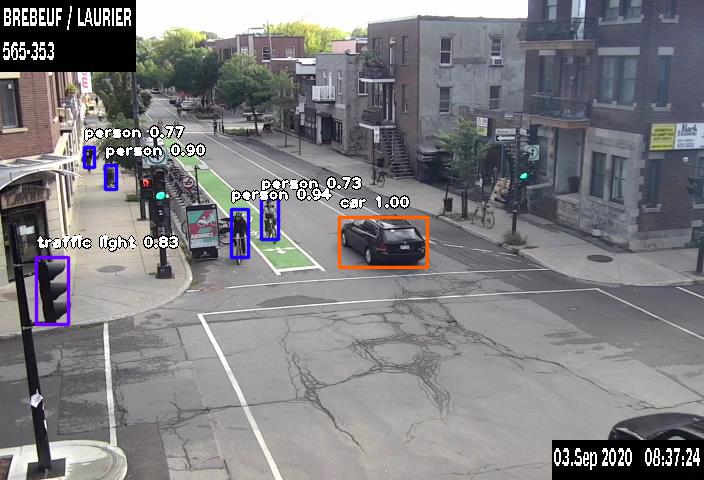 BREBEUF / LAURIER
565-353
person 0.77
person 0.90
person 0.73
person 0.94
car 1.00
traffic light 0.83
03.Sep 2020 08:37:24